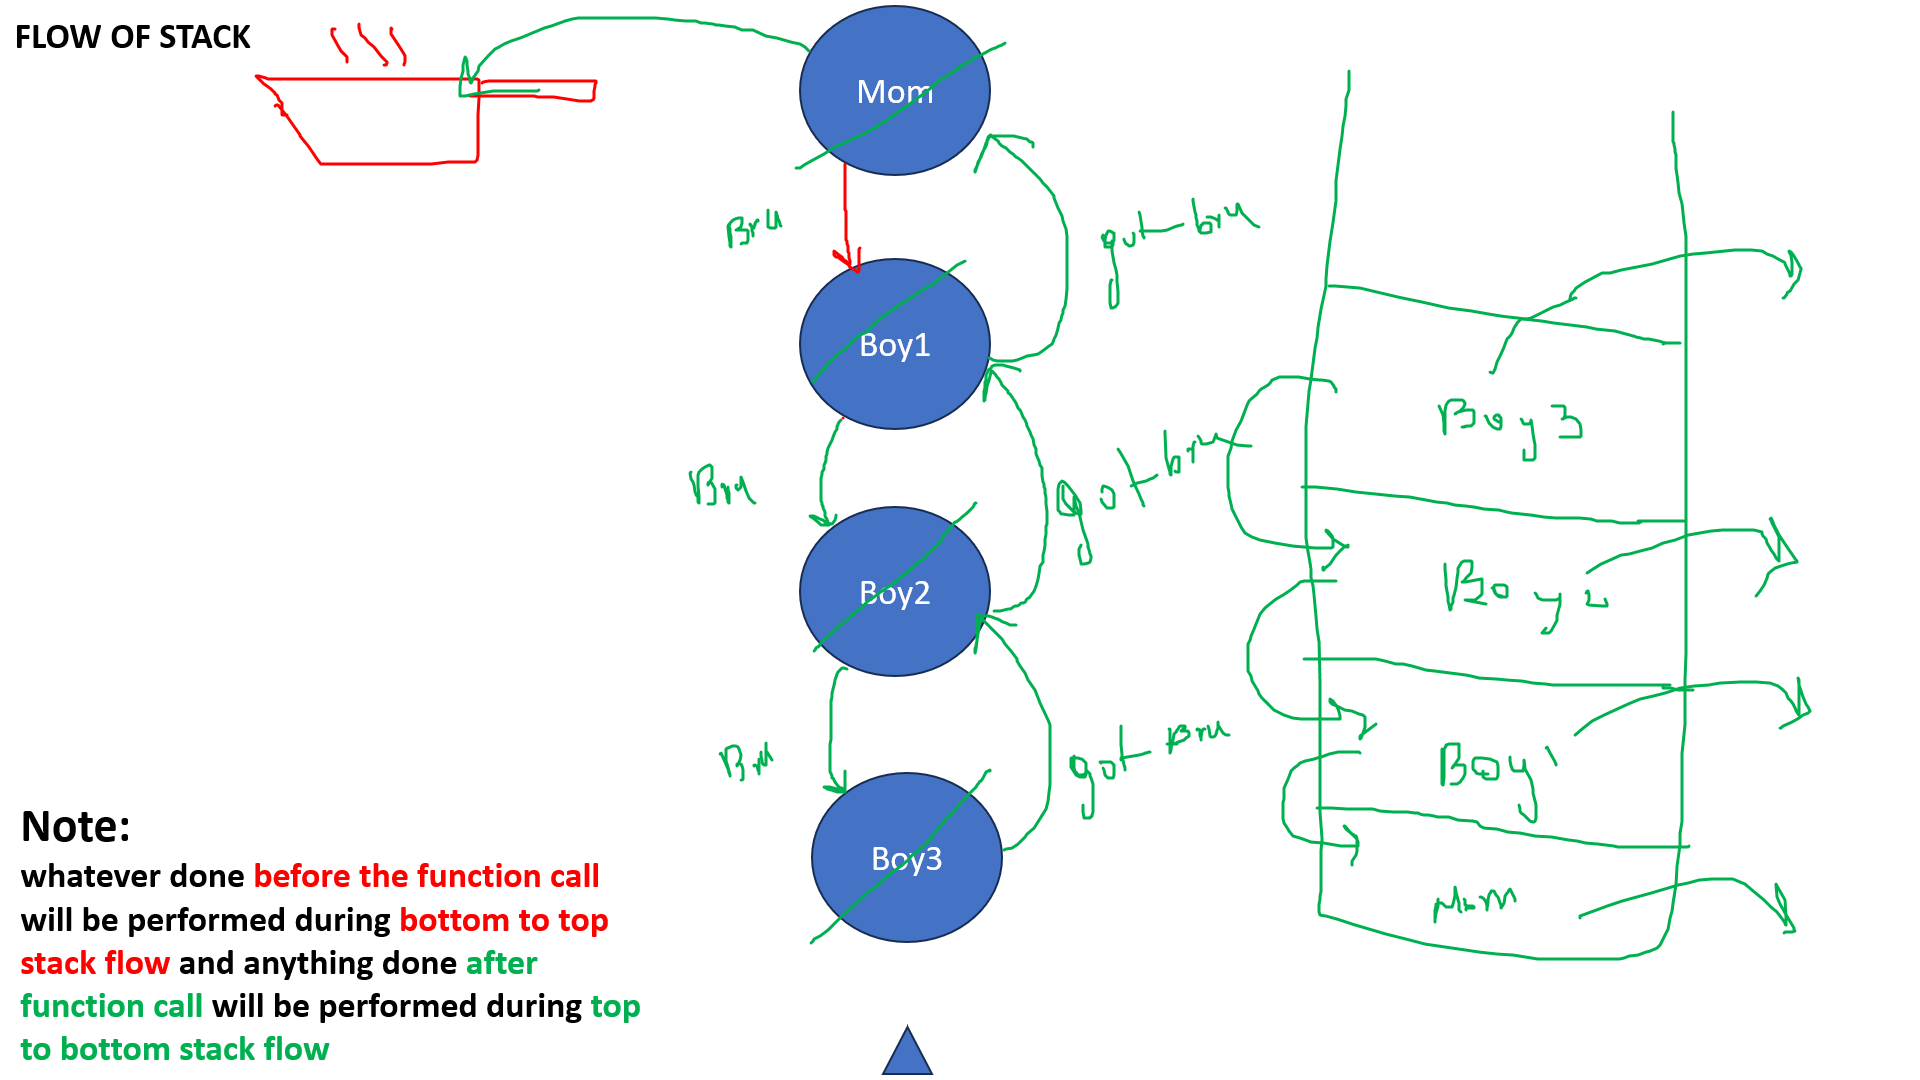 FLOW OF STACK
Mom
Bru
got bru
Boy1
Bru
got bru
Boy2
Bru
got Bru
Boy3
Boy3
Boy2
Boy1
Mom
Note:
whatever done before the function call
will be performed during bottom to top
stack flow and anything done after
function call will be performed during top
to bottom stack flow